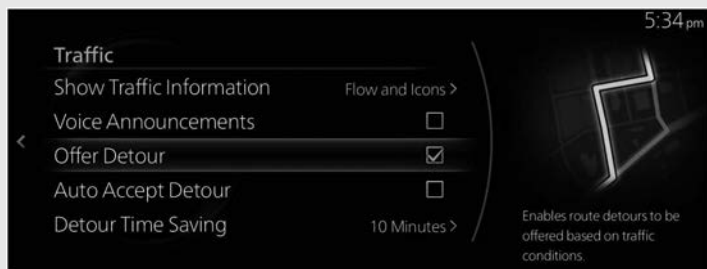 5:34 pm
Traffic
Show Traffic Information Flow and Icons >
Voice Announcements
Offer Detour
Auto Accept Detour
Detour Time Saving 10 Minutes >
Enables route detours to be
offered based on traffic
conditions.